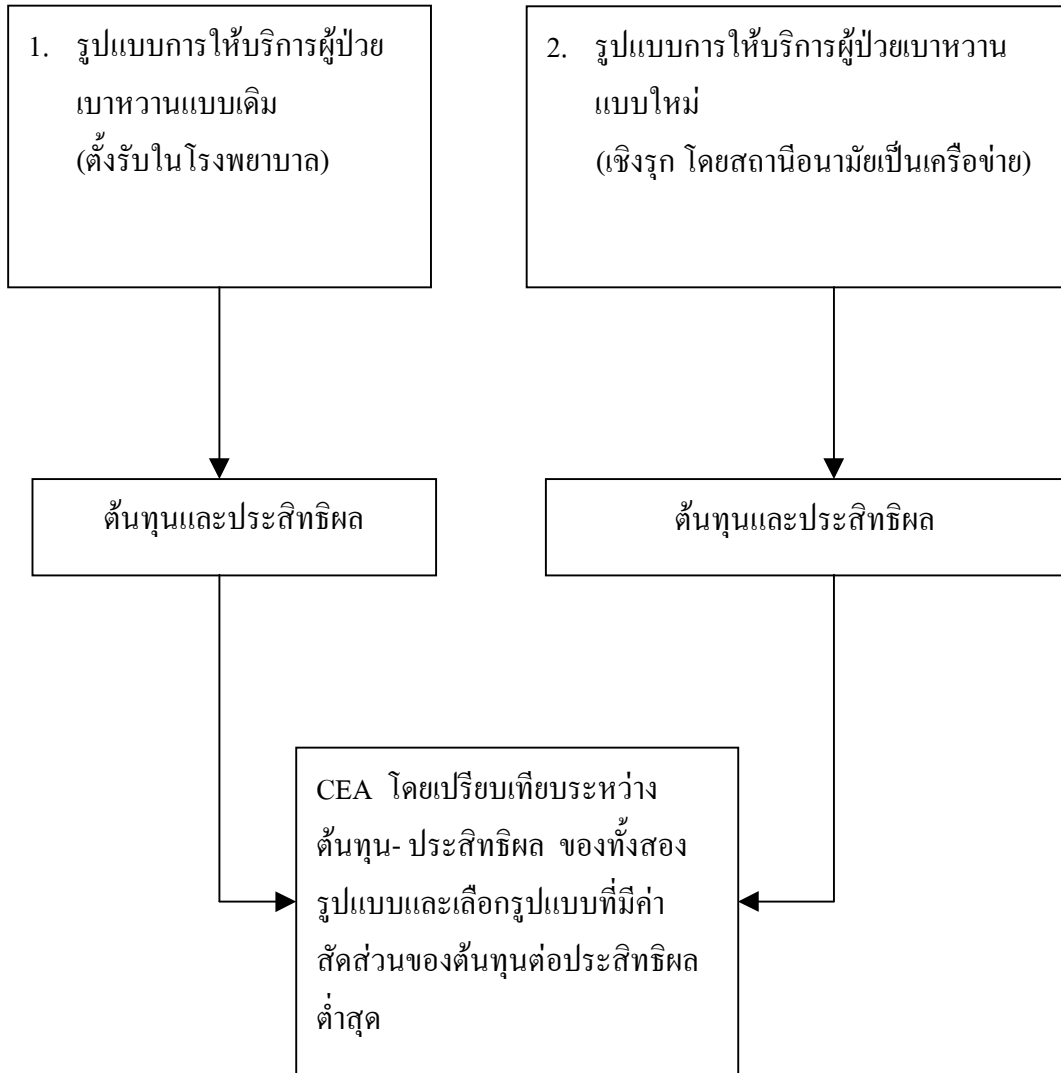 1. รูปแบบการให้บริการผู้ป่วย
เบาหวานแบบเดิม
(ตั้งรับในโรงพยาบาล)
2. รูปแบบการให้บริการผู้ป่วยเบาหวาน
แบบใหม่
(เชิงรุก โดยสถานีอนามัยเป็นเครือข่าย)
ต้นทุนและประสิทธิผล
ต้นทุนและประสิทธิผล
CEA โดยเปรียบเทียบระหว่าง
ต้นทุน- ประสิทธิผล ของทั้งสอง
รูปแบบและเลือกรูปแบบที่มีค่า
สัดส่วนของต้นทุนต่อประสิทธิผล
ต่ำสุด